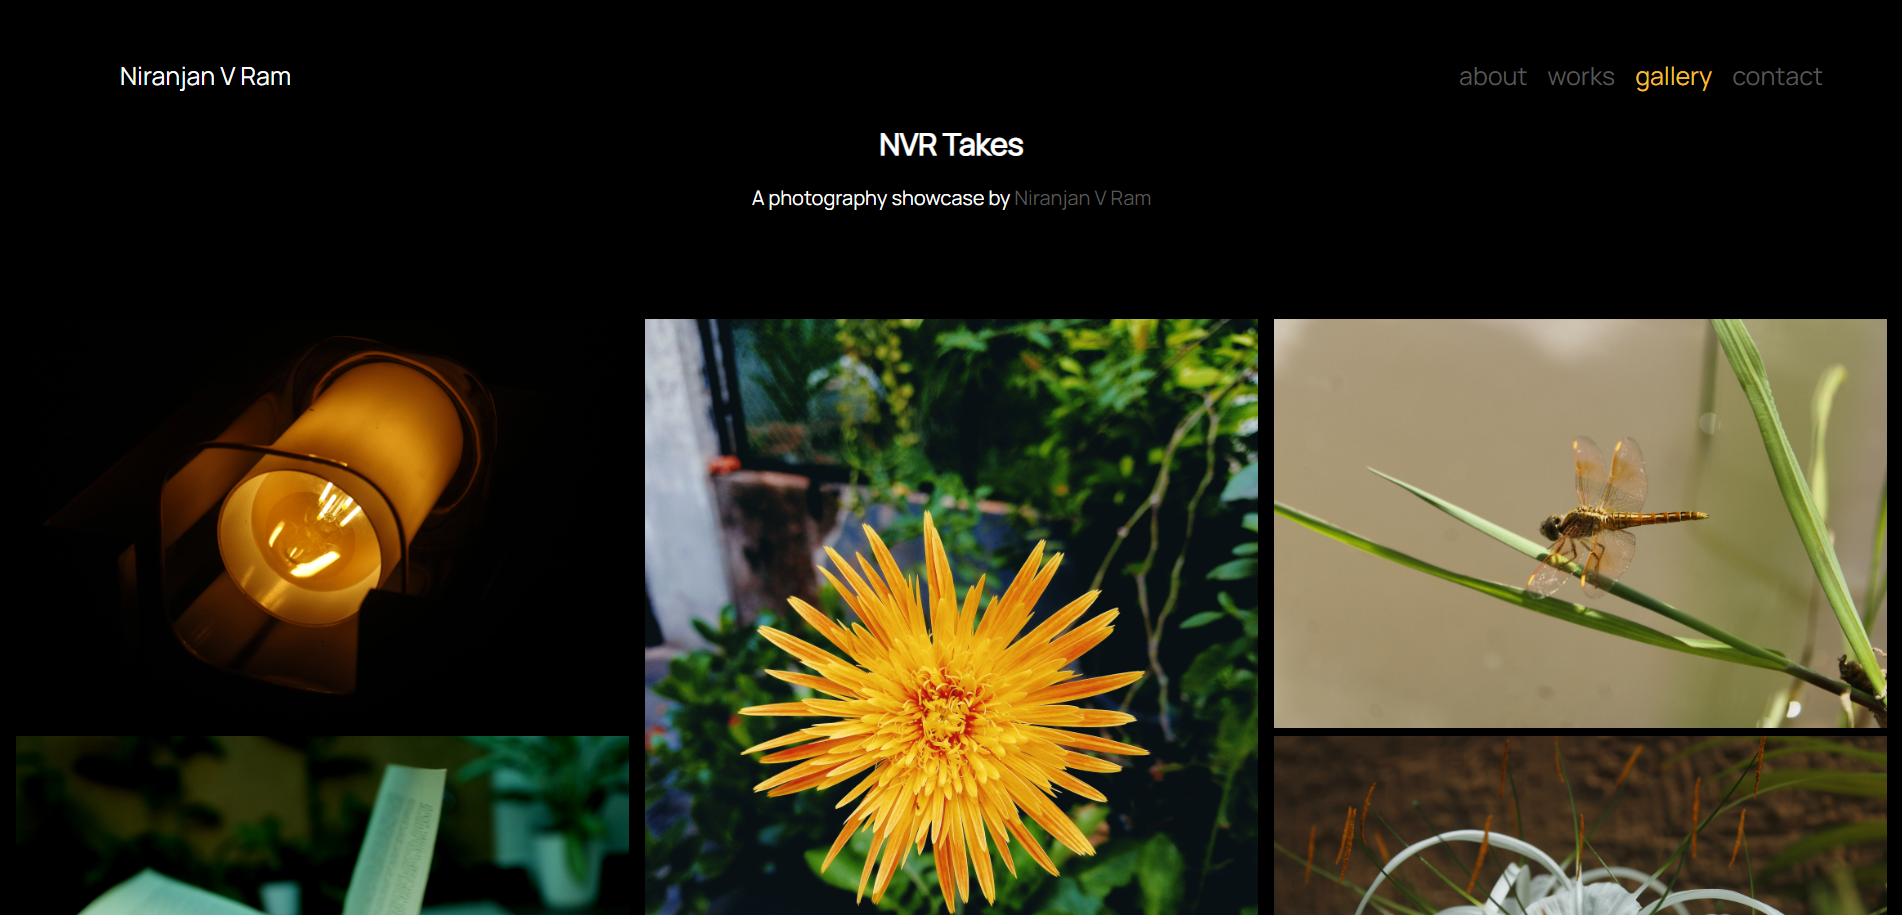 Niranjan V Ram
about works gallery contact
NVR Takes
A photography showcase by Niranjan V Ram